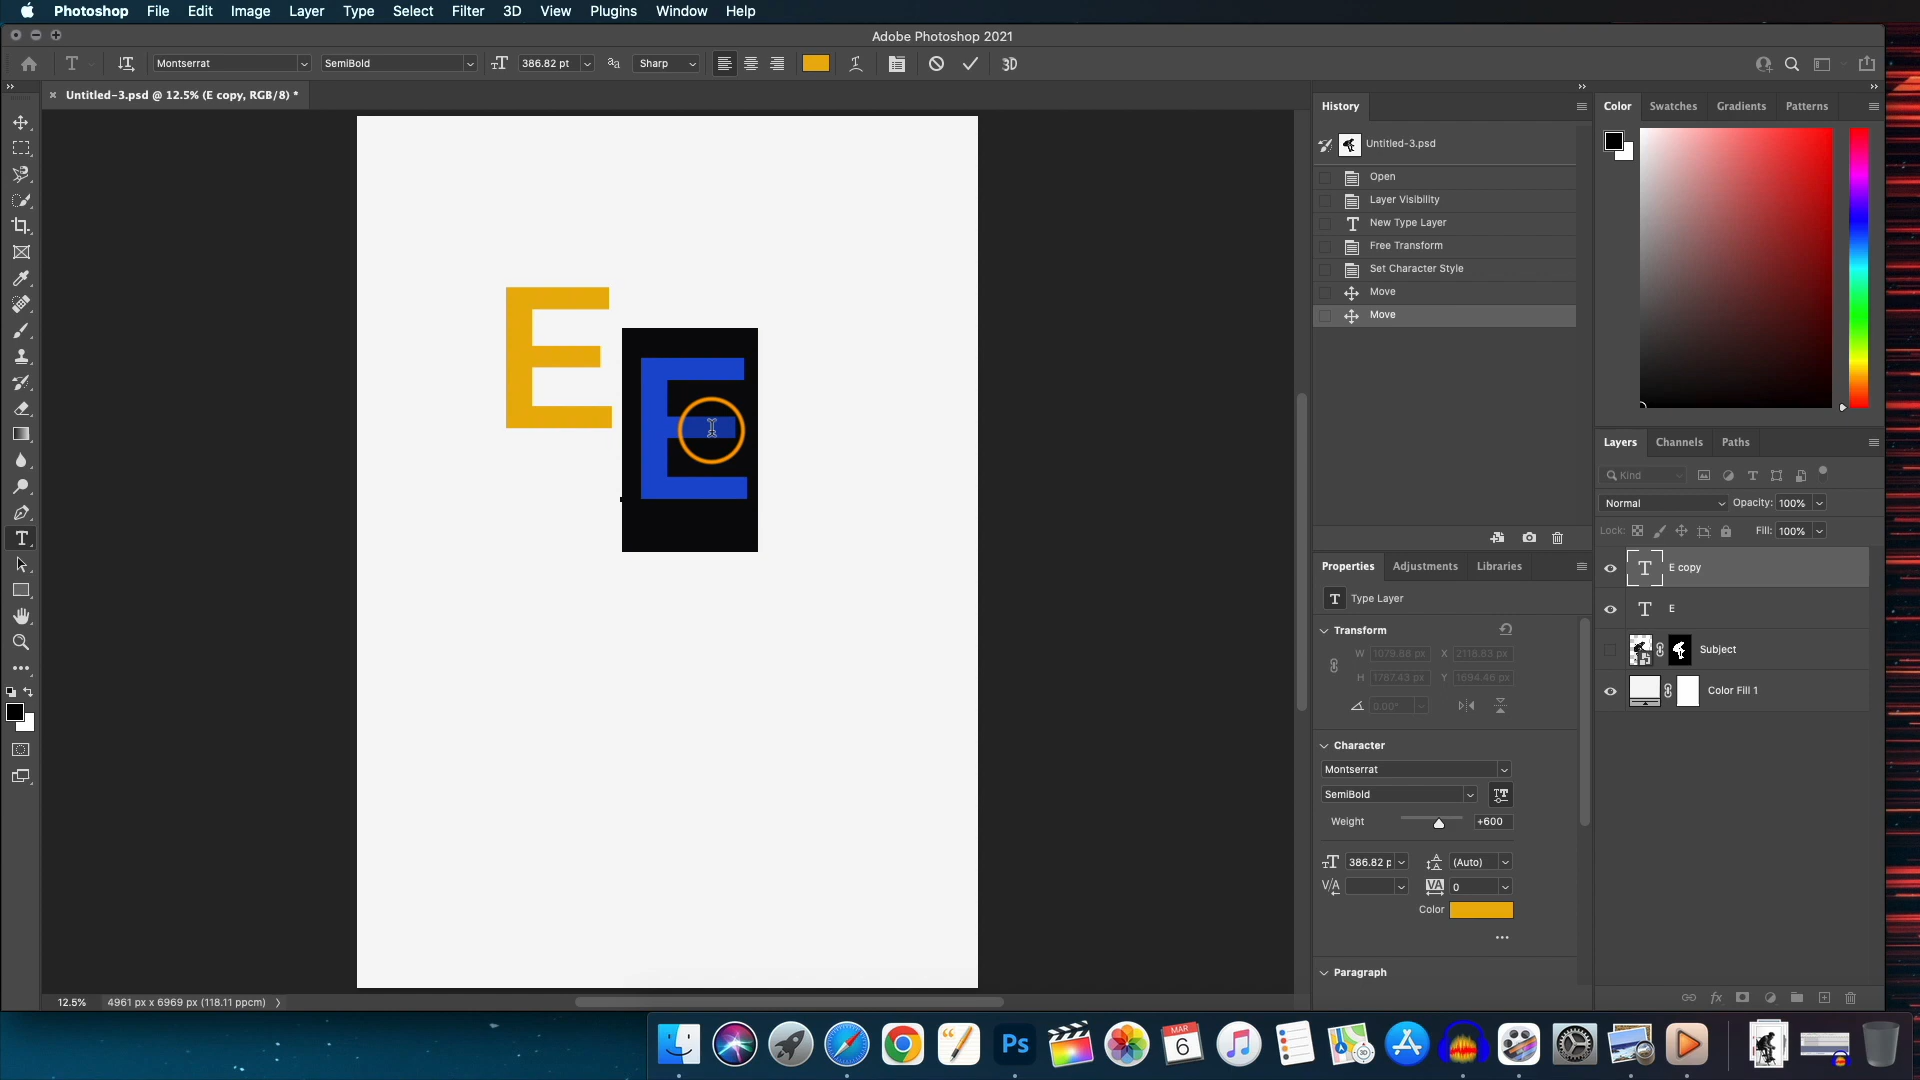 Photoshop File Edit Image Layer Type Select Filter 3D View Plugins Window Help
Adobe Photoshop 2021
Montserrat SemiBold 386.82 pt Sharp 3D
Untitled-3.psd @ 12.5% (E copy, RGB/8) *
History
Untitled-3.psd
Open
Layer Visibility
New Type Layer
Free Transform
Set Character Style
Move
Move
Color Swatches Gradients Patterns
E
E
Layers Channels Paths
Kind
Normal Opacity: 100%
Lock: Fill: 100%
E copy
E
Subject
Color Fill 1
Properties Adjustments Libraries
Type Layer
Transform
W 1079.88 px X 2118.83 px
H 1787.43 px Y 1694.46 px
0.00°
Character
Montserrat
SemiBold
Weight +600
386.82 p (Auto)
0
Color
Paragraph
12.5% 4961 px x 6969 px (118.11 ppcm)
MAR
6
Ps